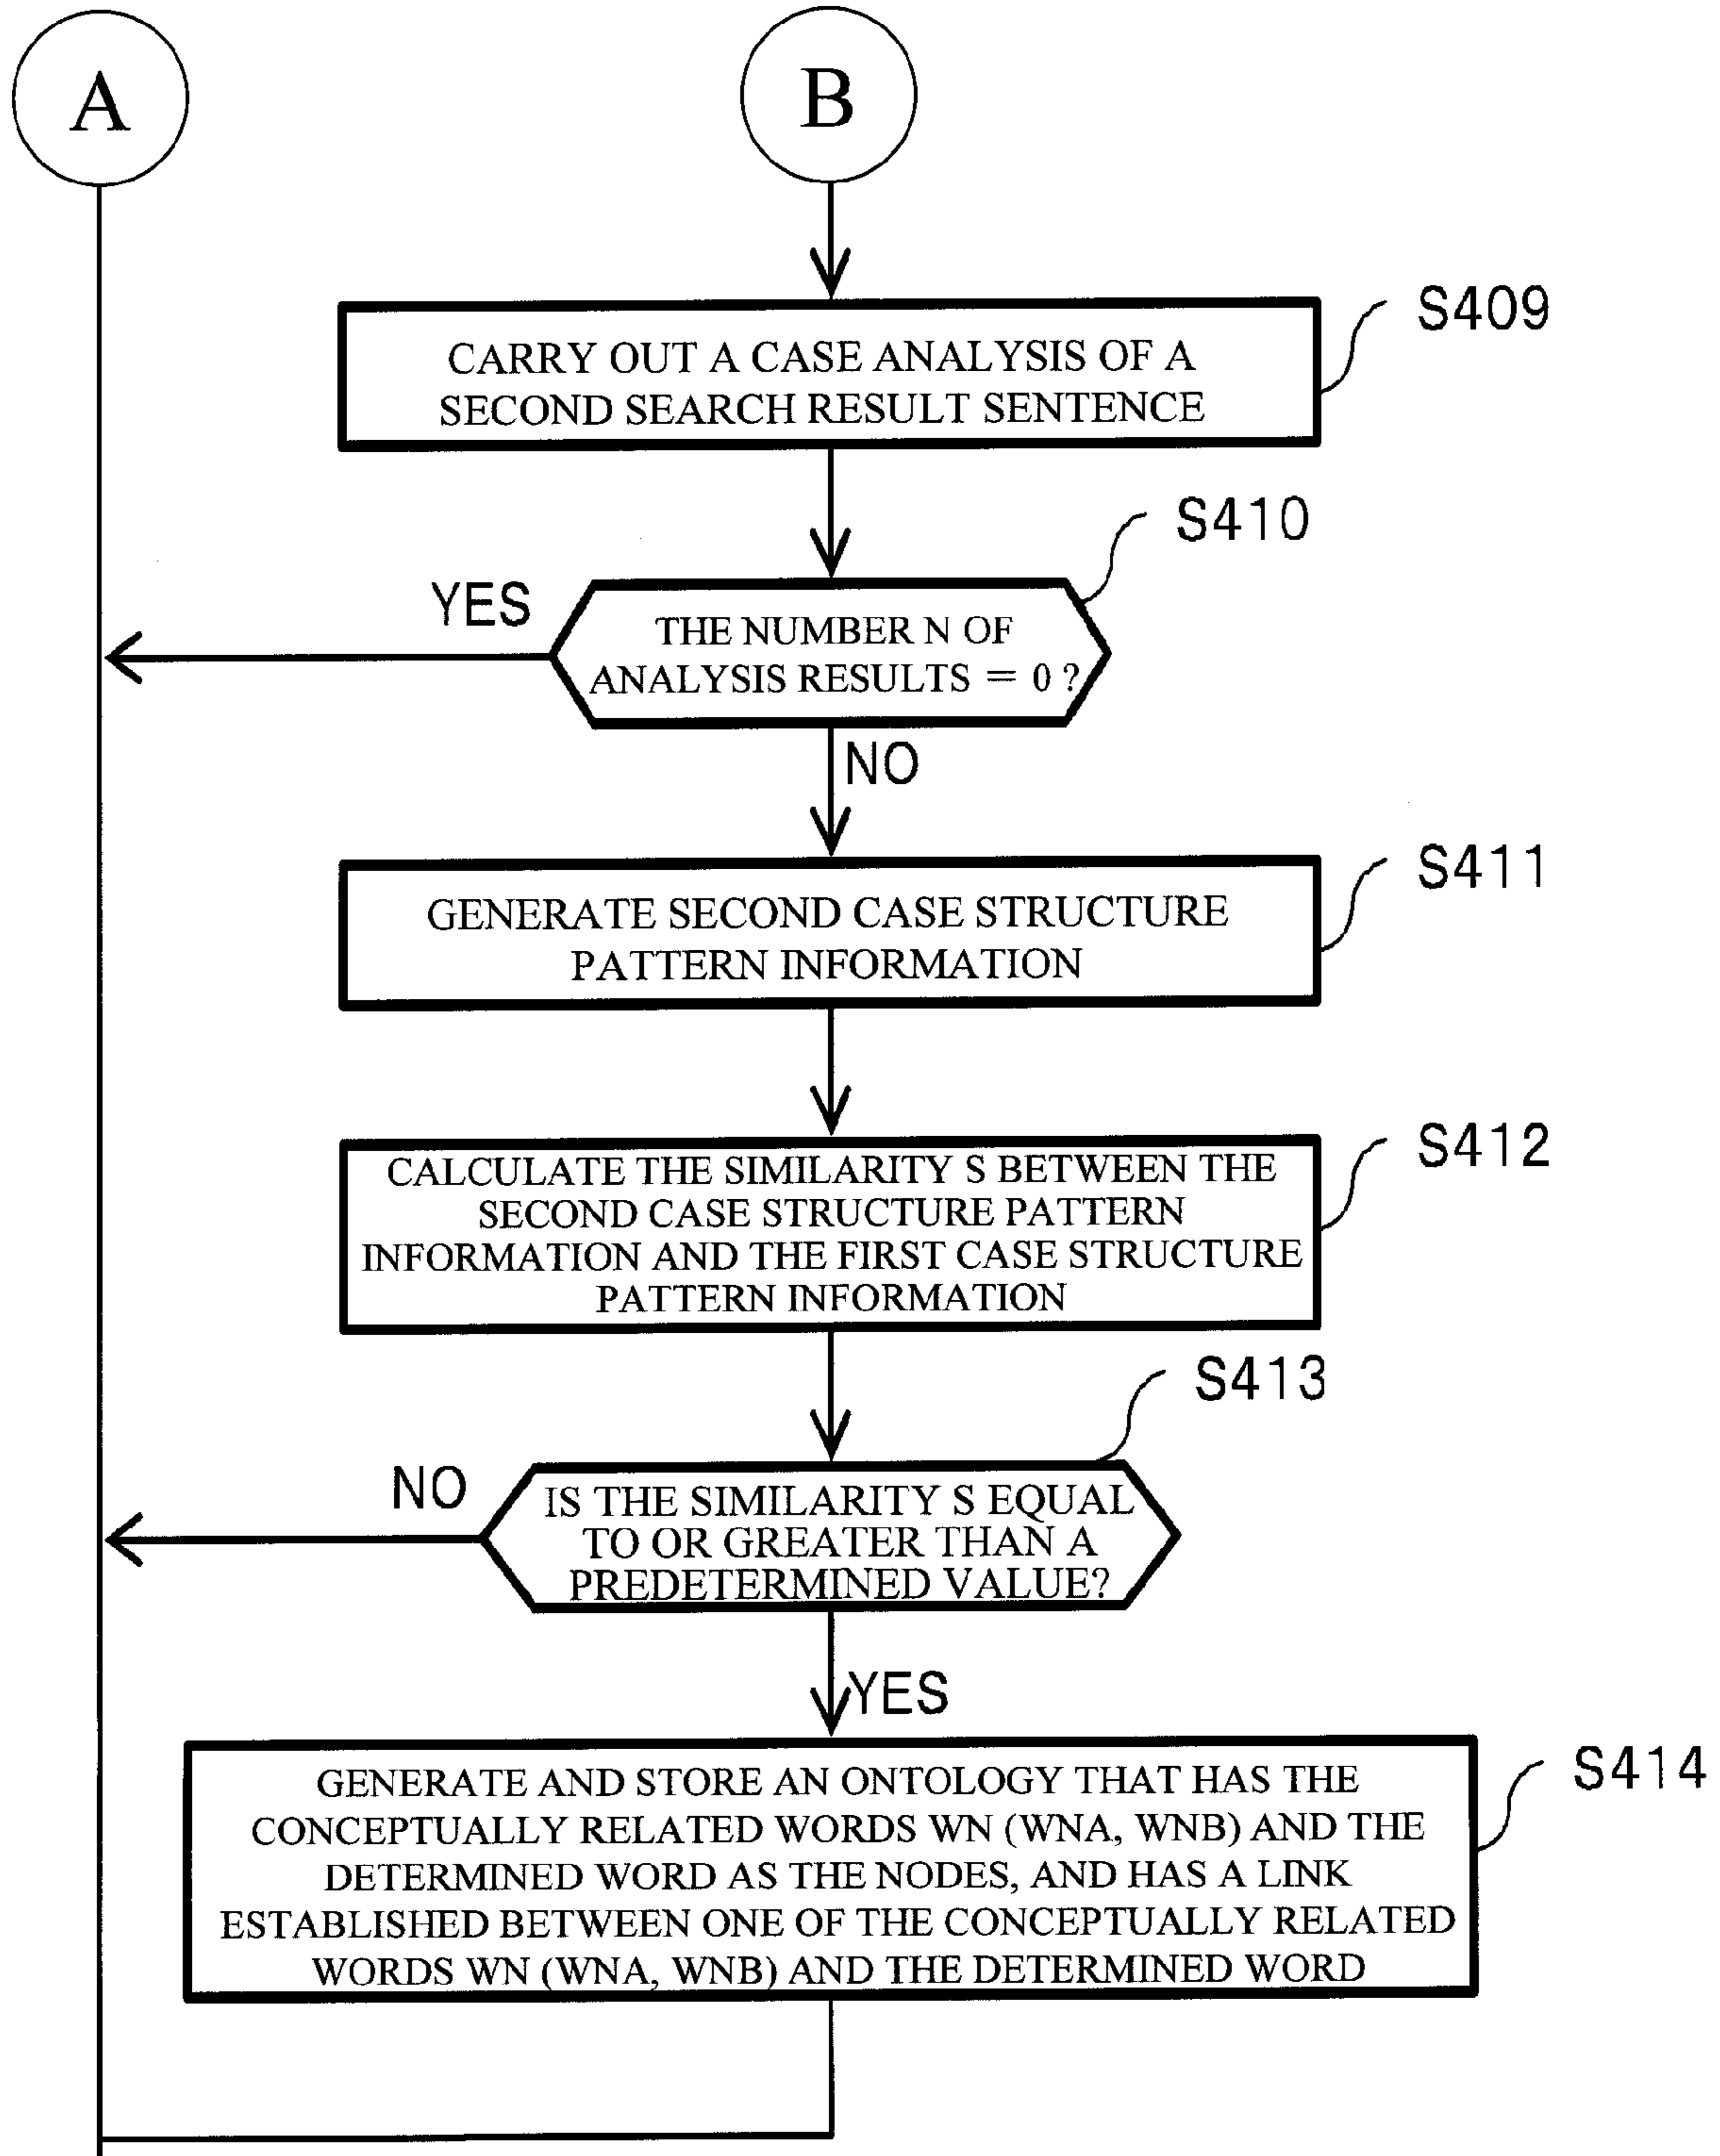 A
B
S409
CARRY OUT A CASE ANALYSIS OF A
SECOND SEARCH RESULT SENTENCE
S410
YES
THE NUMBER N OF
ANALYSIS RESULTS = 0 ?
NO
S411
GENERATE SECOND CASE STRUCTURE
PATTERN INFORMATION
S412
CALCULATE THE SIMILARITY S BETWEEN THE
SECOND CASE STRUCTURE PATTERN
INFORMATION AND THE FIRST CASE STRUCTURE
PATTERN INFORMATION
S413
NO
IS THE SIMILARITY S EQUAL
TO OR GREATER THAN A
PREDETERMINED VALUE?
YES
S414
GENERATE AND STORE AN ONTOLOGY THAT HAS THE
CONCEPTUALLY RELATED WORDS WN (WNA, WNB) AND THE
DETERMINED WORD AS THE NODES, AND HAS A LINK
ESTABLISHED BETWEEN ONE OF THE CONCEPTUALLY RELATED
WORDS WN (WNA, WNB) AND THE DETERMINED WORD